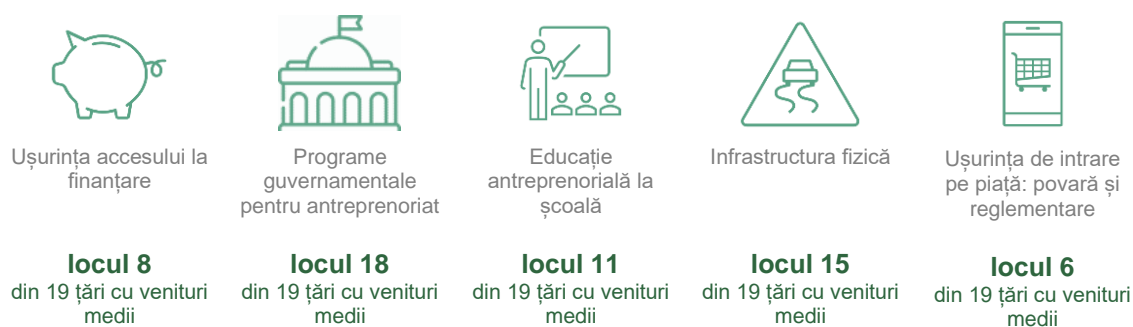 Ușurința accesului la
finanțare
Programe
guvernamentale
pentru antreprenoriat
Educație
antreprenorială la
școală
Infrastructura fizică
Ușurința de intrare
pe piață: povară și
reglementare
locul 8
din 19 țări cu venituri
medii
locul 18
din 19 țări cu venituri
medii
locul 11
din 19 țări cu venituri
medii
locul 15
din 19 țări cu venituri
medii
locul 6
din 19 țări cu venituri
medii